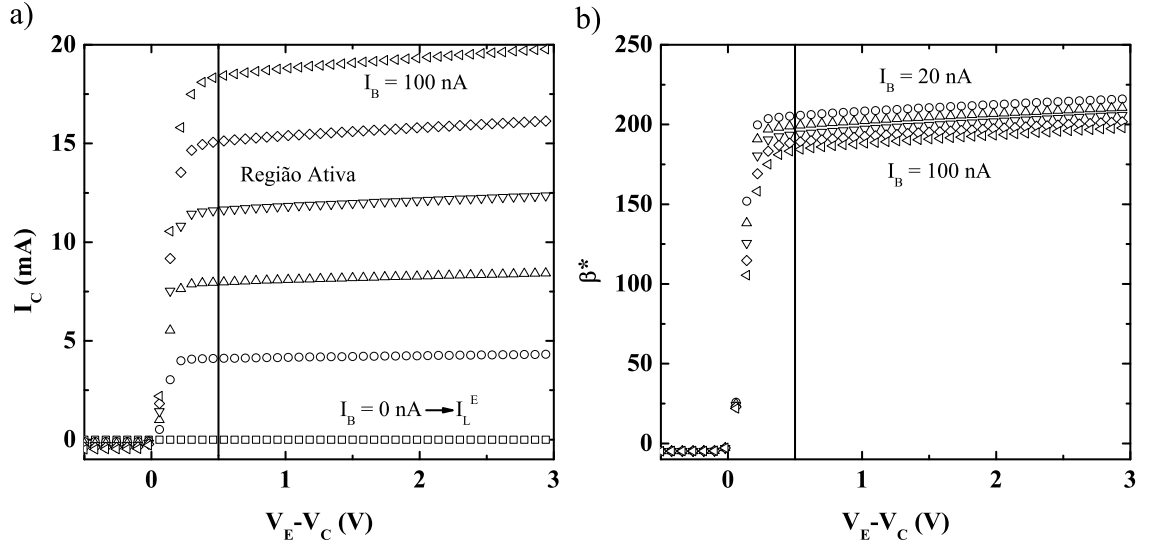 a)
20
15
10
5
0
0
1
2
3
I_C (mA)
V_E-V_C (V)
I_B = 100 nA
Região Ativa
I_B = 0 nA → I_L^E
b)
250
200
150
100
50
0
0
1
2
3
β*
V_E-V_C (V)
I_B = 20 nA
I_B = 100 nA